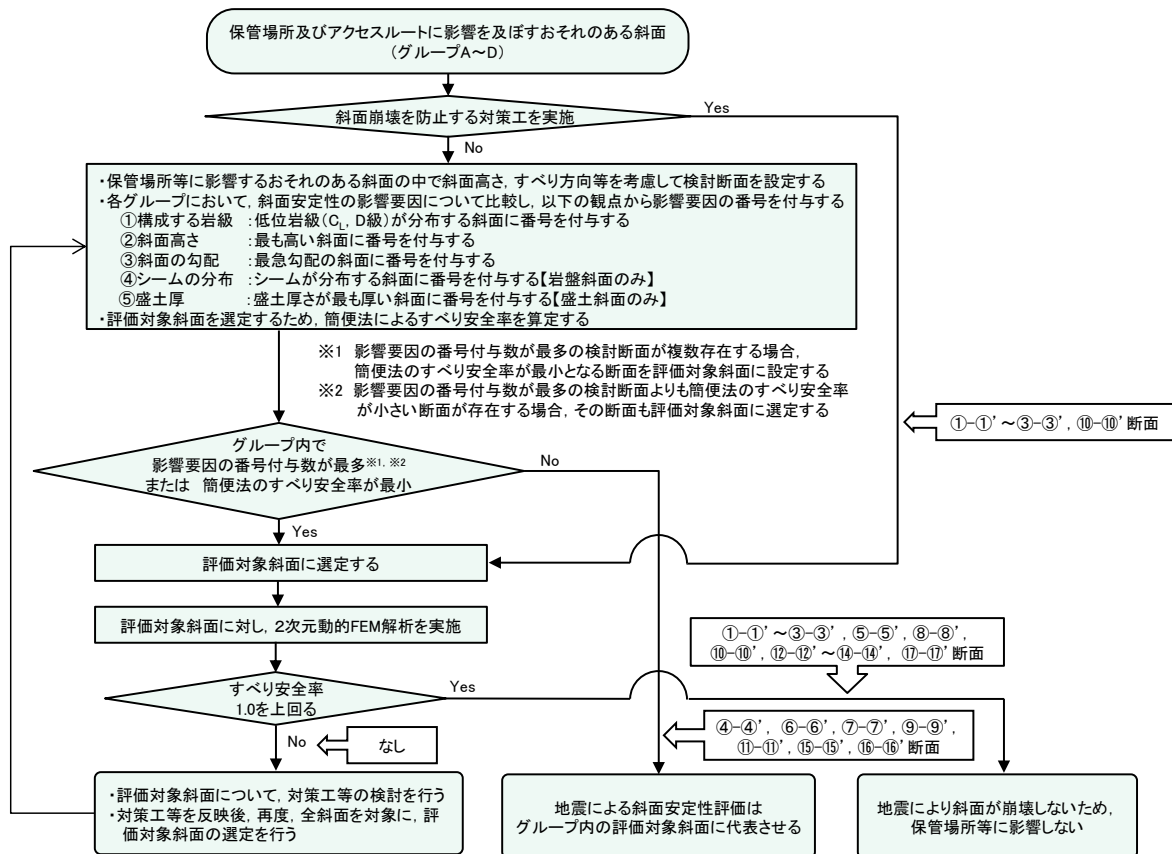 保管場所及びアクセスルートに影響を及ぼすおそれのある斜面
(グループA～D)
斜面崩壊を防止する対策工を実施
Yes
No
・保管場所等に影響するおそれのある斜面の中で斜面高さ，すべり方向等を考慮して検討断面を設定する
・各グループにおいて，斜面安定性の影響要因について比較し，以下の観点から影響要因の番号を付与する
①構成する岩級　：低位岩級(CL，D級)が分布する斜面に番号を付与する
②斜面高さ　：最も高い斜面に番号を付与する
③斜面の勾配　：最急勾配の斜面に番号を付与する
④シームの分布　：シームが分布する斜面に番号を付与する【岩盤斜面のみ】
⑤盛土厚　：盛土厚さが最も厚い斜面に番号を付与する【盛土斜面のみ】
・評価対象斜面を選定するため，簡便法によるすべり安全率を算定する
※1　影響要因の番号付与数が最多の検討断面が複数存在する場合，
簡便法のすべり安全率が最小となる断面を評価対象斜面に設定する
※2　影響要因の番号付与数が最多の検討断面よりも簡便法のすべり安全率
が小さい断面が存在する場合，その断面も評価対象斜面に選定する
①-①'～③-③'，⑩-⑩'断面
グループ内で
影響要因の番号付与数が最多※1，※2
または　簡便法のすべり安全率が最小
No
Yes
評価対象斜面に選定する
評価対象斜面に対し，2次元動的FEM解析を実施
①-①'～③-③'，⑤-⑤'，⑧-⑧'，
⑩-⑩'，⑫-⑫'～⑭-⑭'，⑰-⑰'断面
すべり安全率
1.0を上回る
Yes
No
なし
④-④'，⑥-⑥'，⑦-⑦'，⑨-⑨'，
⑪-⑪'，⑮-⑮'，⑯-⑯'断面
・評価対象斜面について，対策工等の検討を行う
・対策工等を反映後，再度，全斜面を対象に，評
価対象斜面の選定を行う
地震による斜面安定性評価は
グループ内の評価対象斜面に代表させる
地震により斜面が崩壊しないため，
保管場所等に影響しない